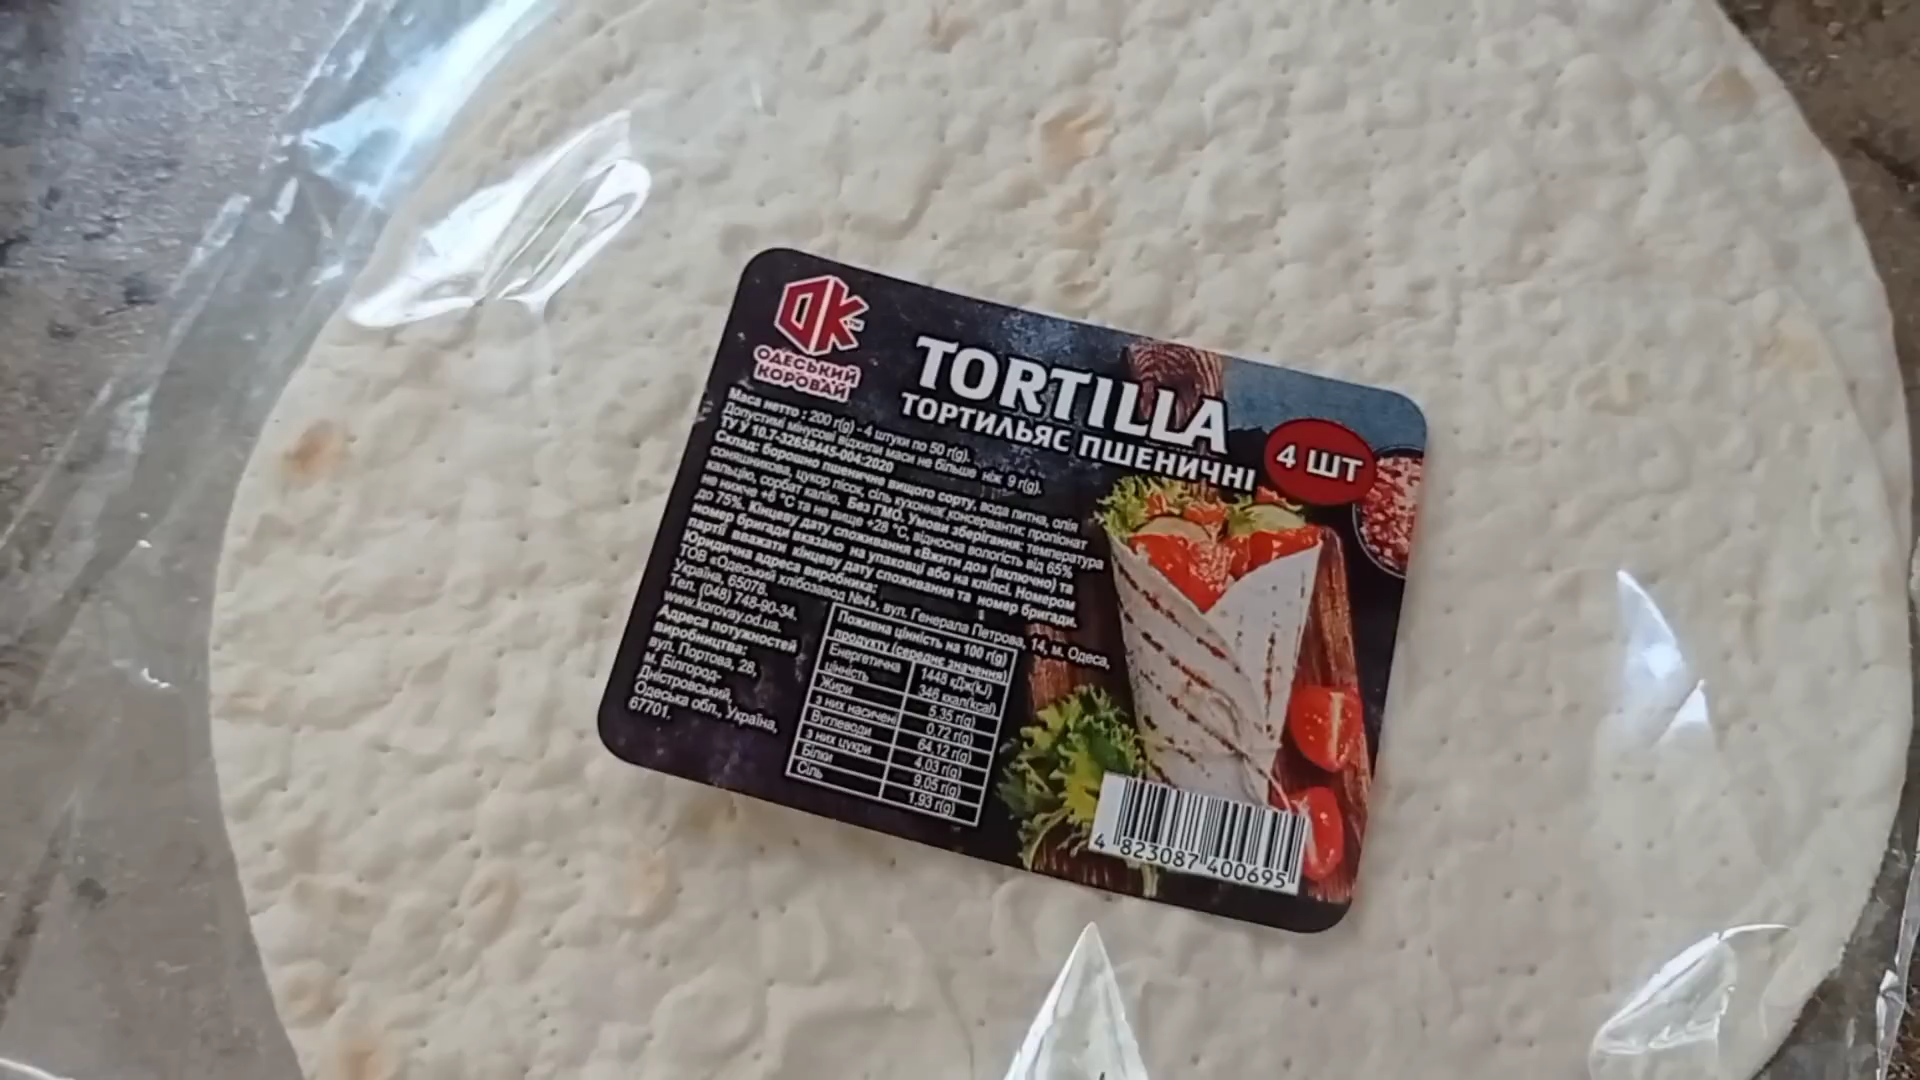 ОК™
ОДЕСЬКИЙ
КОРОВАЙ
TORTILLA
ТОРТИЛЬЯС ПШЕНИЧНІ
4 ШТ
Маса нетто : 200 г(g) - 4 штуки по 50 г(g).
Допустимі мінусові відхили маси не більше ніж 9 г(g).
ТУ У 10.7-32658445-004:2020
Склад: борошно пшеничне вищого сорту, вода питна, олія
соняшникова, цукор пісок, сіль кухонна, консерванти: пропіонат
кальцію, сорбат калію. Без ГМО. Умови зберігання: температура
не нижче +6 °С та не вище +28 °С, відносна вологість від 65%
до 75%. Кінцеву дату споживання «Вжити до» (включно) та
номер бригади вказано на упаковці або на кліпсі. Номером
партії вважати кінцеву дату споживання та номер бригади.
Юридична адреса виробника:
ТОВ «Одеський хлібозавод №4», вул. Генерала Петрова, 14, м. Одеса,
Україна, 65078.
Тел. (048) 748-90-34.
www.korovay.od.ua.
Адреса потужностей
виробництва:
вул. Портова, 28,
м. Білгород-
Дністровський,
Одеська обл., Україна,
67701.
Поживна цінність на 100 г(g)
продукту (середнє значення)
Енергетична цінність 1448 кДж(kJ)
346 ккал(kcal)
Жири 5,35 г(g)
з них насичені 0,72 г(g)
Вуглеводи 64,12 г(g)
з них цукри 4,03 г(g)
Білки 9,05 г(g)
Сіль 1,93 г(g)
4 823087 400695